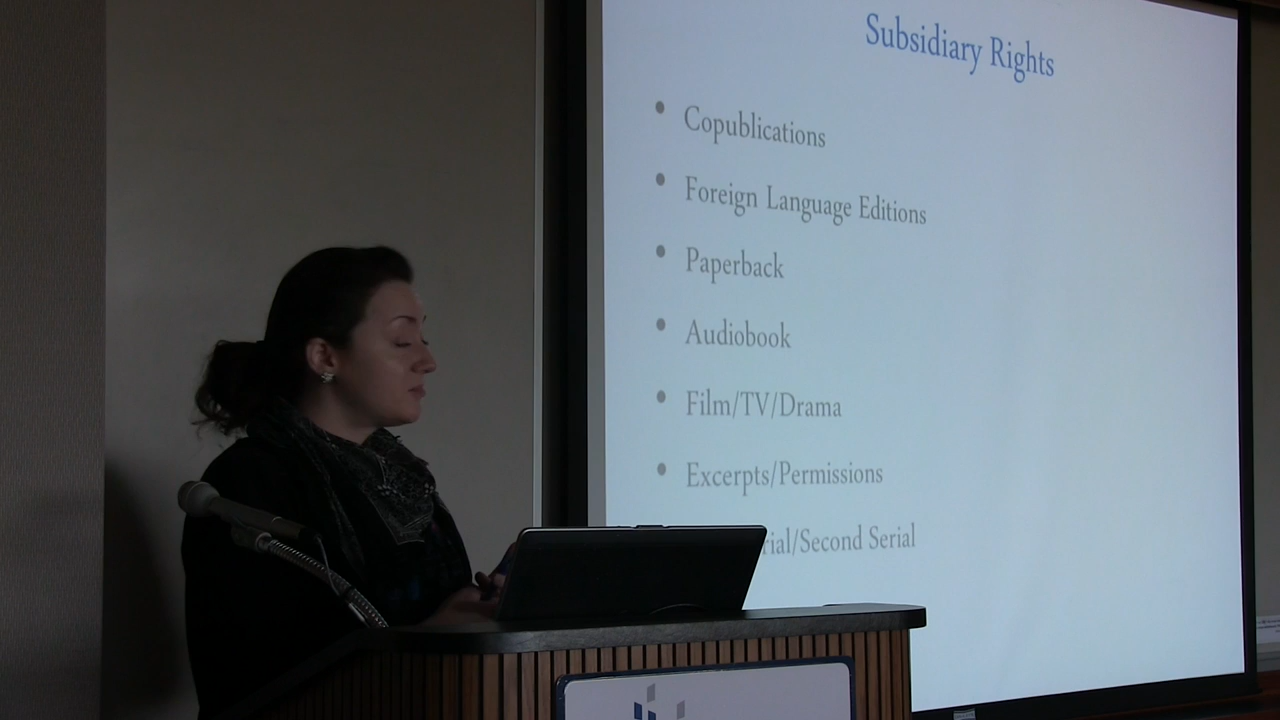 Subsidiary Rights
• Copublications
• Foreign Language Editions
• Paperback
• Audiobook
• Film/TV/Drama
• Excerpts/Permissions
rial/Second Serial